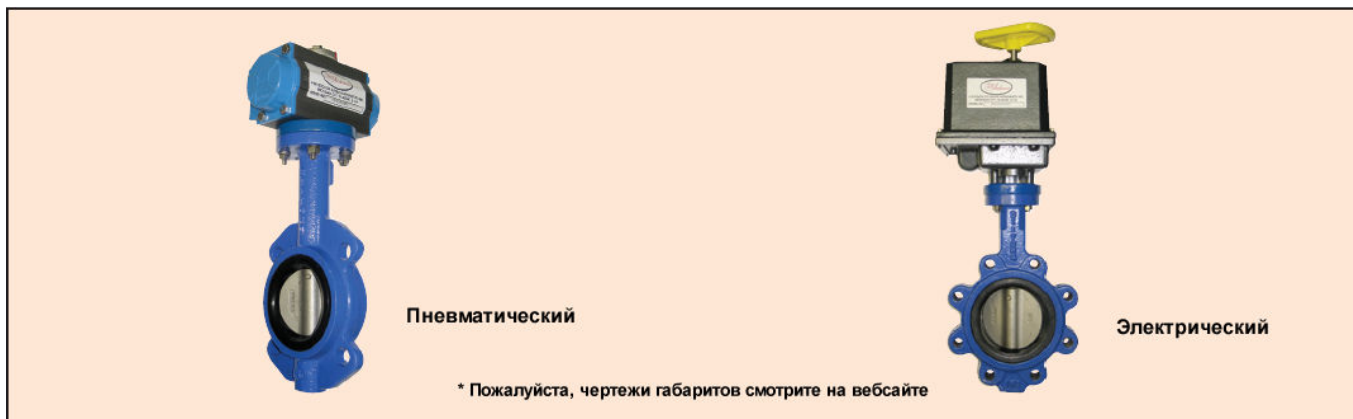 Пневматический
Электрический
* Пожалуйста, чертежи габаритов смотрите на вебсайте